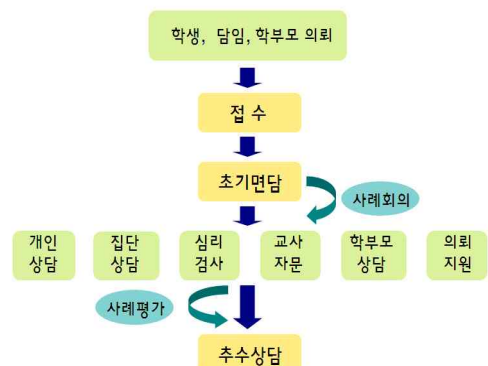 학생, 담임, 학부모 의뢰
접 수
초기면담
사례회의
개인 집단 심리 교사 학부모 의뢰
상담 상담 검사 자문 상담 지원
사례평가
추수상담